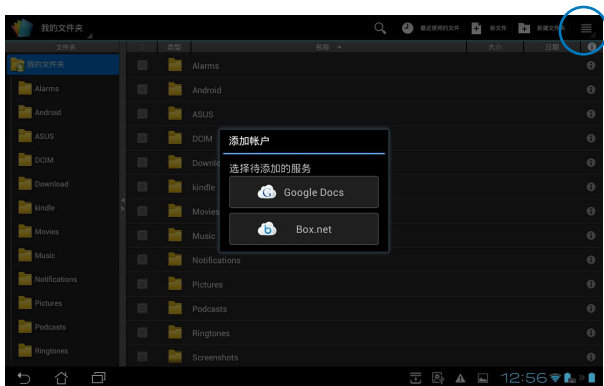 我的文件夹
最近使用的文件
新文件
新建文件夹
文件夹 类型 名称 大小 日期
我的文件夹
Alarms
Android
ASUS
DCIM
Download
kindle
Movies
Music
Notifications
Pictures
Podcasts
Ringtones
Alarms
Android
ASUS
DCIM
Downlo
kindle
Movies
Music
Notifications
Pictures
Podcasts
Ringtones
Screenshots
添加帐户
选择待添加的服务
Google Docs
Box.net
12:56